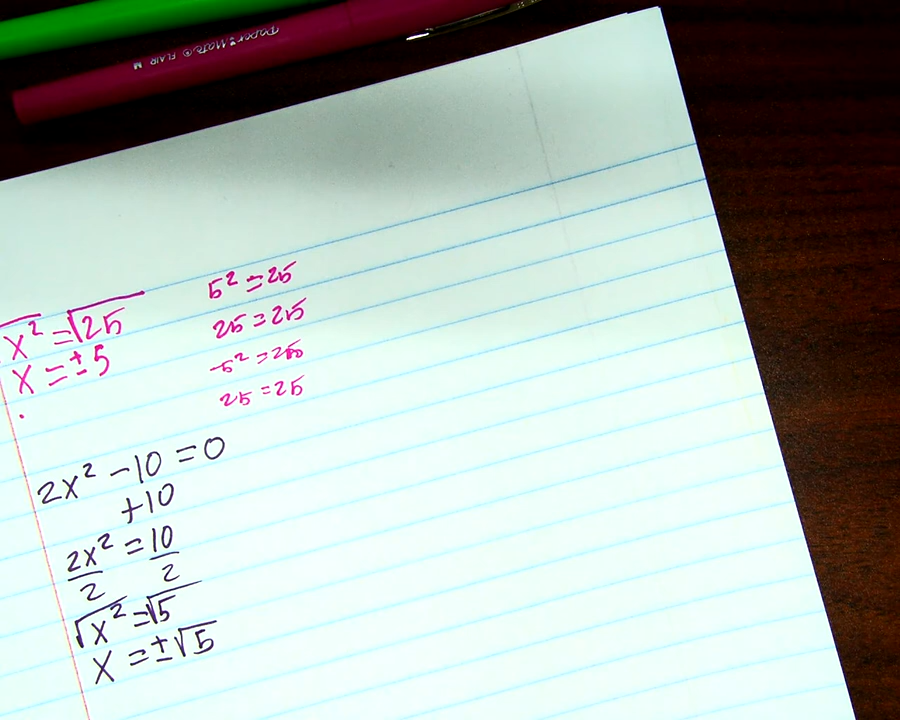 Paper Mate ® FLAIR M
√x² = √25
x = ± 5
5² = 25
25 = 25
-5² = 25
25 = 25
2x² - 10 = 0
+10
2x² = 10
2 2
√x² = √5
x = ± √5